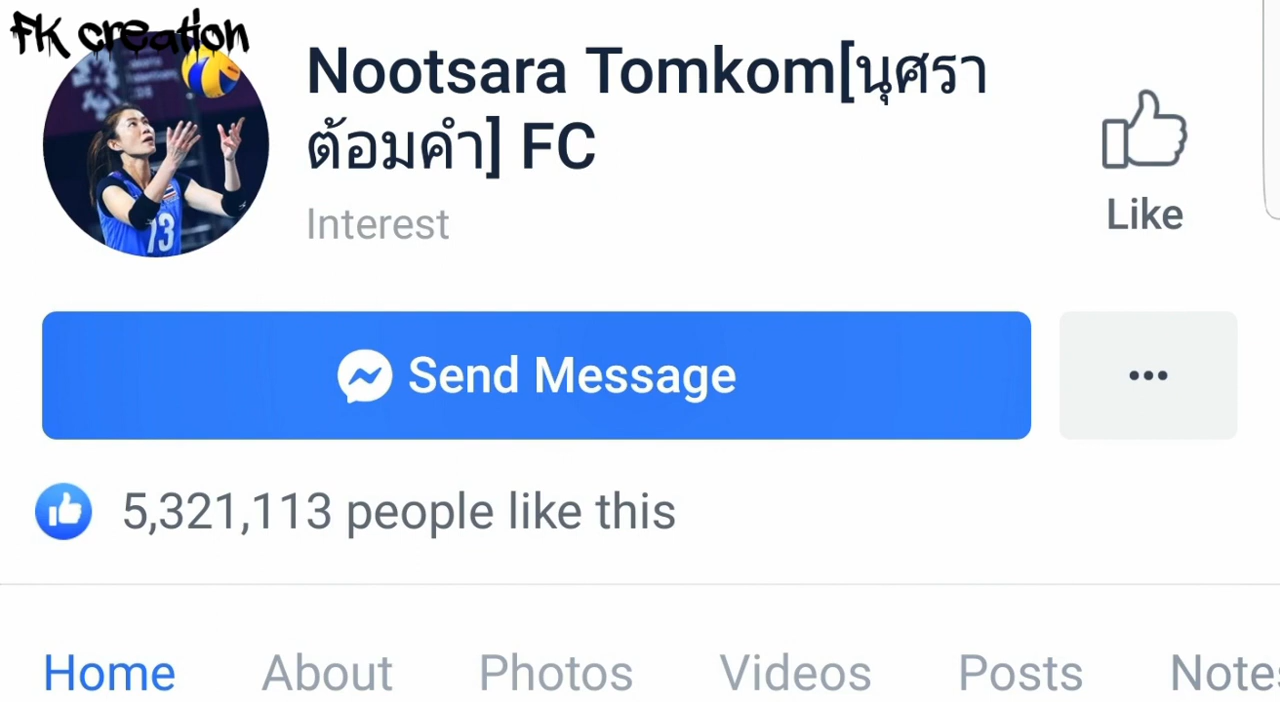 FK creation
Nootsara Tomkom[นุศรา
ต้อมคำ] FC
Interest
Like
13
Send Message
5,321,113 people like this
Home About Photos Videos Posts Notes